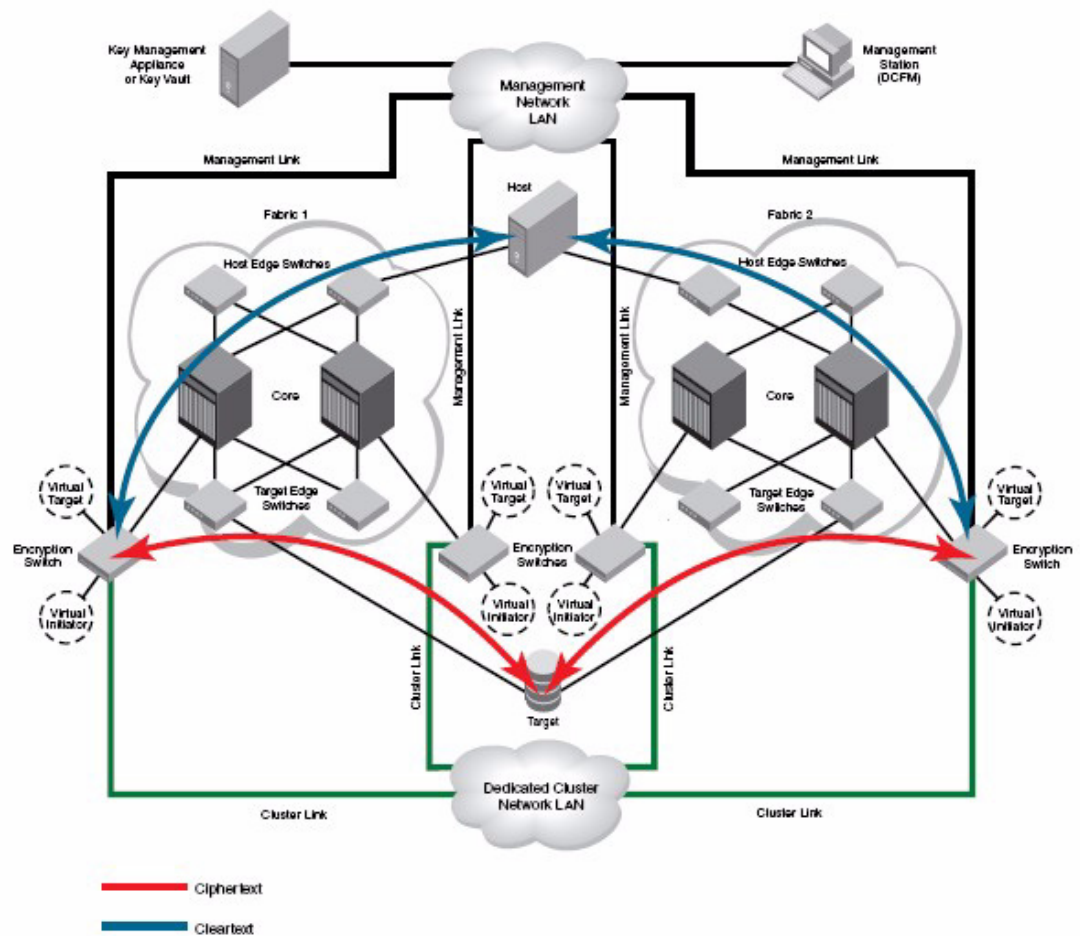 Key Management
Appliance
or Key Vault
Management
Network
LAN
Management
Station
(DCFM)
Management Link
Management Link
Host
Fabric 1
Fabric 2
Host Edge Switches
Host Edge Switches
Management Link
Management Link
Core
Core
Virtual
Target
Target Edge
Switches
Virtual
Target
Virtual
Target
Target Edge
Switches
Virtual
Target
Encryption
Switch
Encryption
Switches
Encryption
Switch
Virtual
Initiator
Virtual
Initiator
Virtual
Initiator
Virtual
Initiator
Cluster Link
Cluster Link
Target
Dedicated Cluster
Network LAN
Cluster Link
Cluster Link
Ciphertext
Cleartext